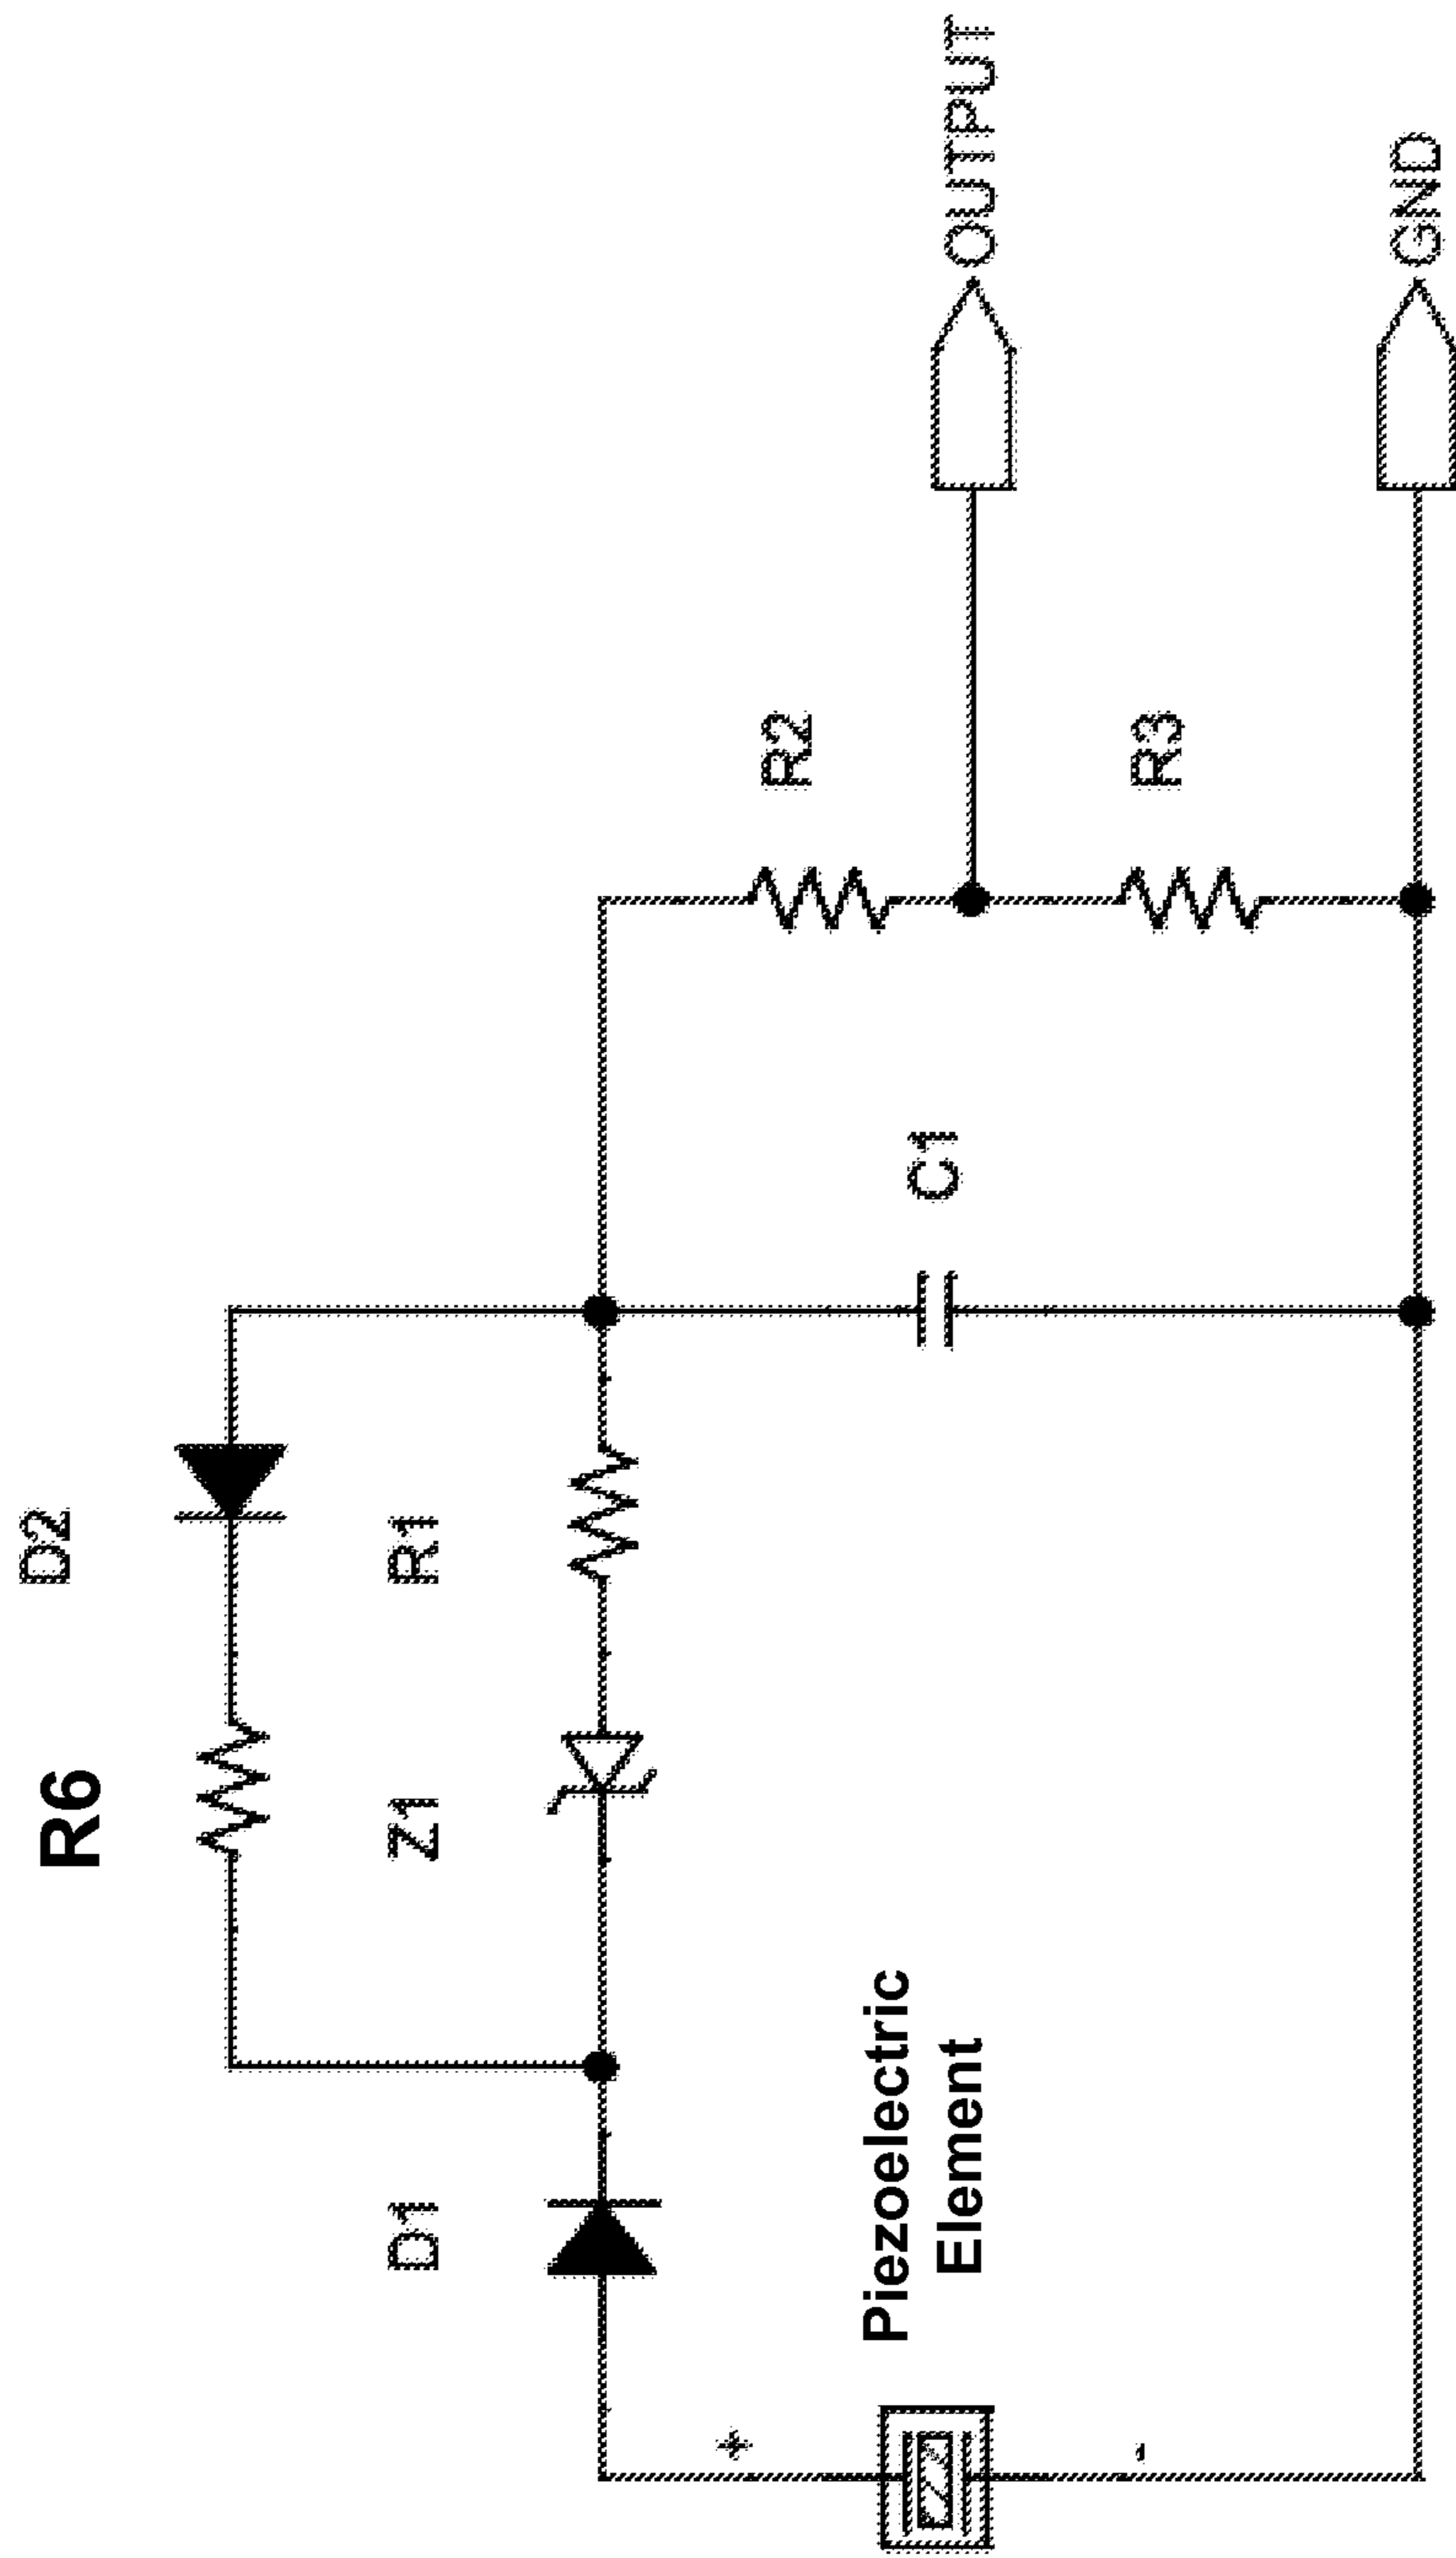 R6
D2
D1
Z1
R1
+
Piezoelectric
Element
-
C1
R2
R3
OUTPUT
GND